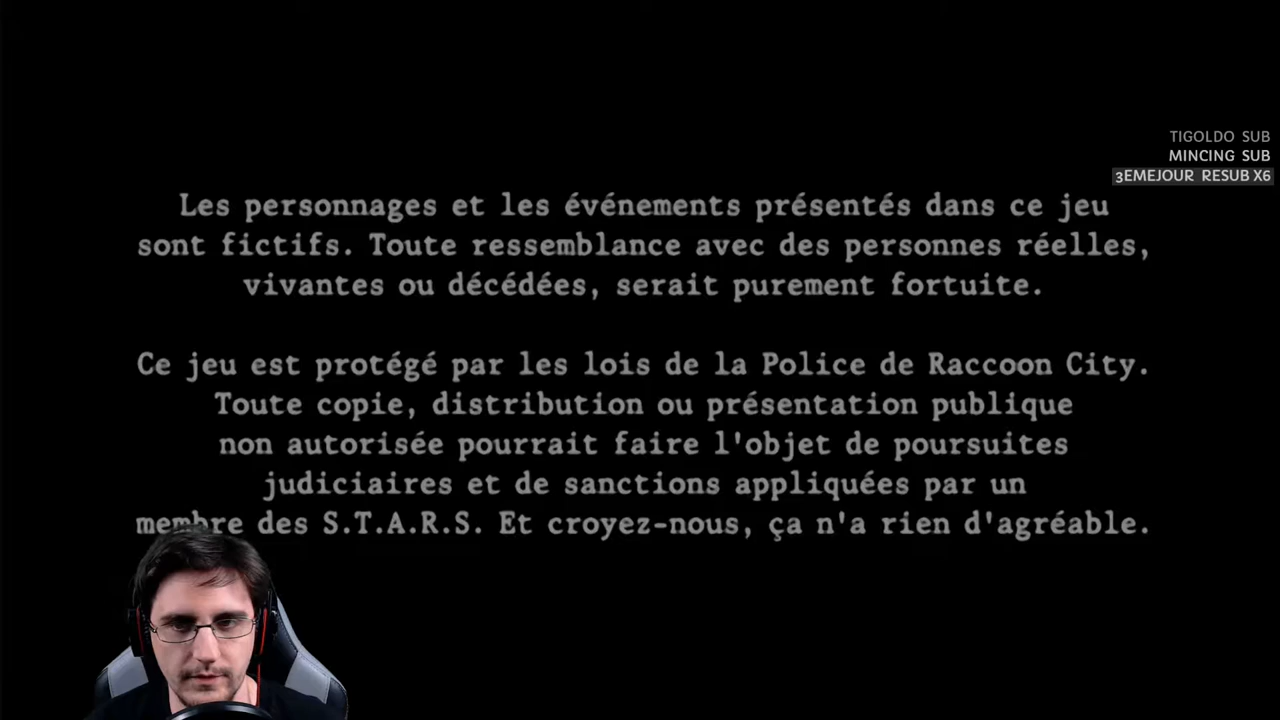 TIGOLDO SUB
MINCING SUB
3EMEJOUR RESUB X6
Les personnages et les événements présentés dans ce jeu
sont fictifs. Toute ressemblance avec des personnes réelles,
vivantes ou décédées, serait purement fortuite.
Ce jeu est protégé par les lois de la Police de Raccoon City.
Toute copie, distribution ou présentation publique
non autorisée pourrait faire l'objet de poursuites
judiciaires et de sanctions appliquées par un
membre des S.T.A.R.S. Et croyez-nous, ça n'a rien d'agréable.